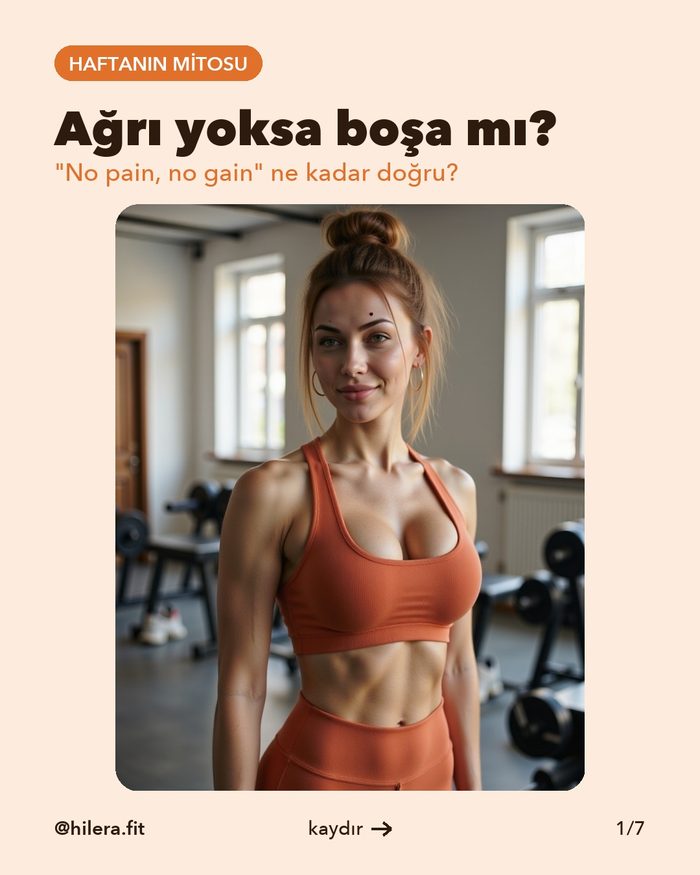 HAFTANIN MİTOSU
Ağrı yoksa boşa mı?
"No pain, no gain" ne kadar doğru?
@hilera.fit
kaydır →
1/7